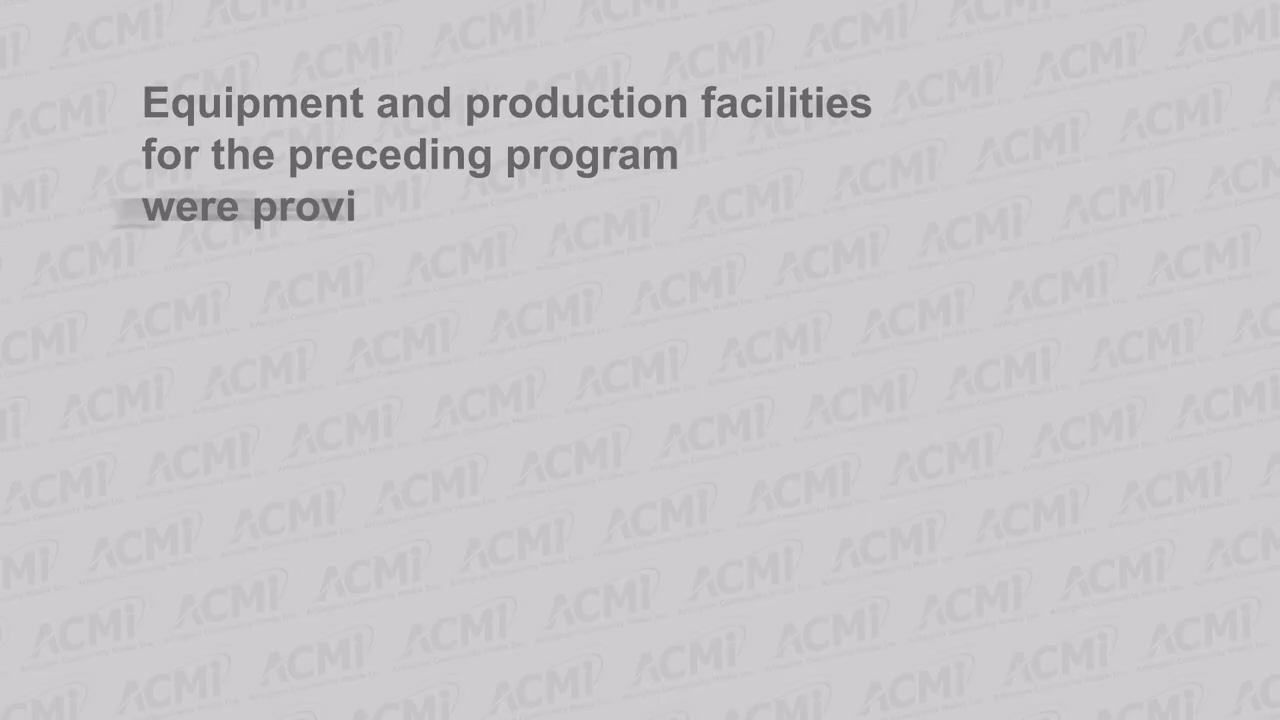 Equipment and production facilities
for the preceding program
were provi